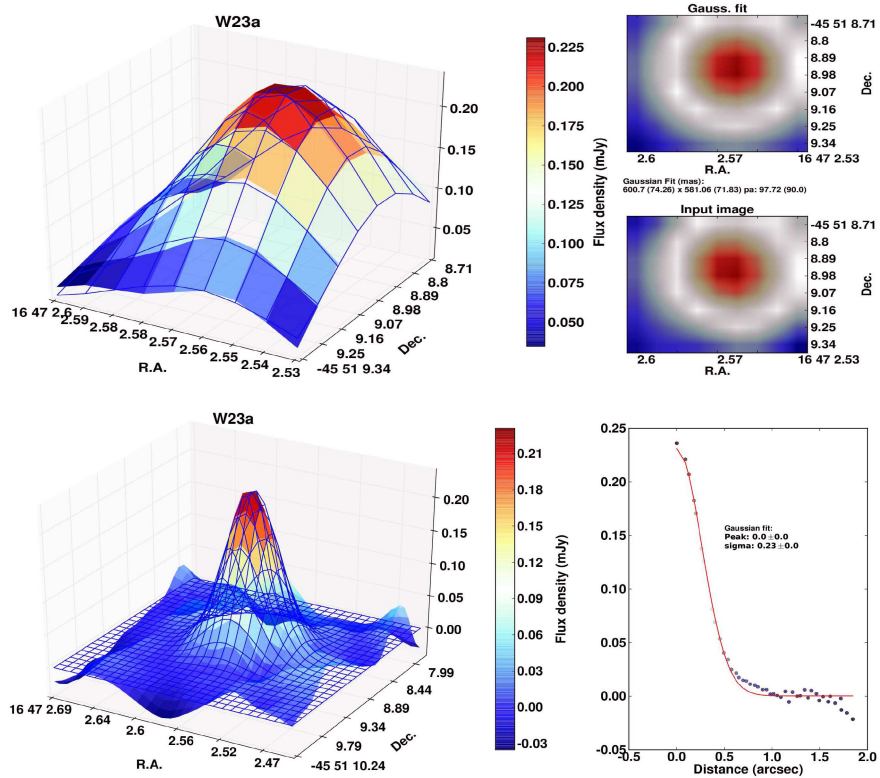 W23a
0.20
0.15
0.10
0.05
8.71
8.8
8.89
8.98
9.07
9.16
9.25
-45 51 9.34
Dec.
16 47 2.6
2.59
2.58
2.58
2.57
2.56
2.55
2.54
2.53
R.A.
0.225
0.200
0.175
0.150
0.125
0.100
0.075
0.050
Flux density (mJy)
Gauss. fit
-45 51 8.71
8.8
8.89
8.98
9.07
9.16
9.25
9.34
Dec.
2.6
2.57
16 47 2.53
R.A.
Gaussian Fit (mas):
600.7 (74.26) x 581.06 (71.83) pa: 97.72 (90.0)
Input image
-45 51 8.71
8.8
8.89
8.98
9.07
9.16
9.25
9.34
Dec.
2.6
2.57
16 47 2.53
R.A.
W23a
0.20
0.15
0.10
0.05
0.00
7.99
8.44
8.89
9.34
9.79
-45 51 10.24
Dec.
16 47 2.69
2.64
2.6
2.56
2.52
2.47
R.A.
0.21
0.18
0.15
0.12
0.09
0.06
0.03
0.00
-0.03
Flux density (mJy)
0.25
0.20
0.15
0.10
0.05
0.00
-0.05
Gaussian fit:
Peak: 0.0±0.0
sigma: 0.23±0.0
-0.5
0.0
0.5
1.0
1.5
2.0
Distance (arcsec)